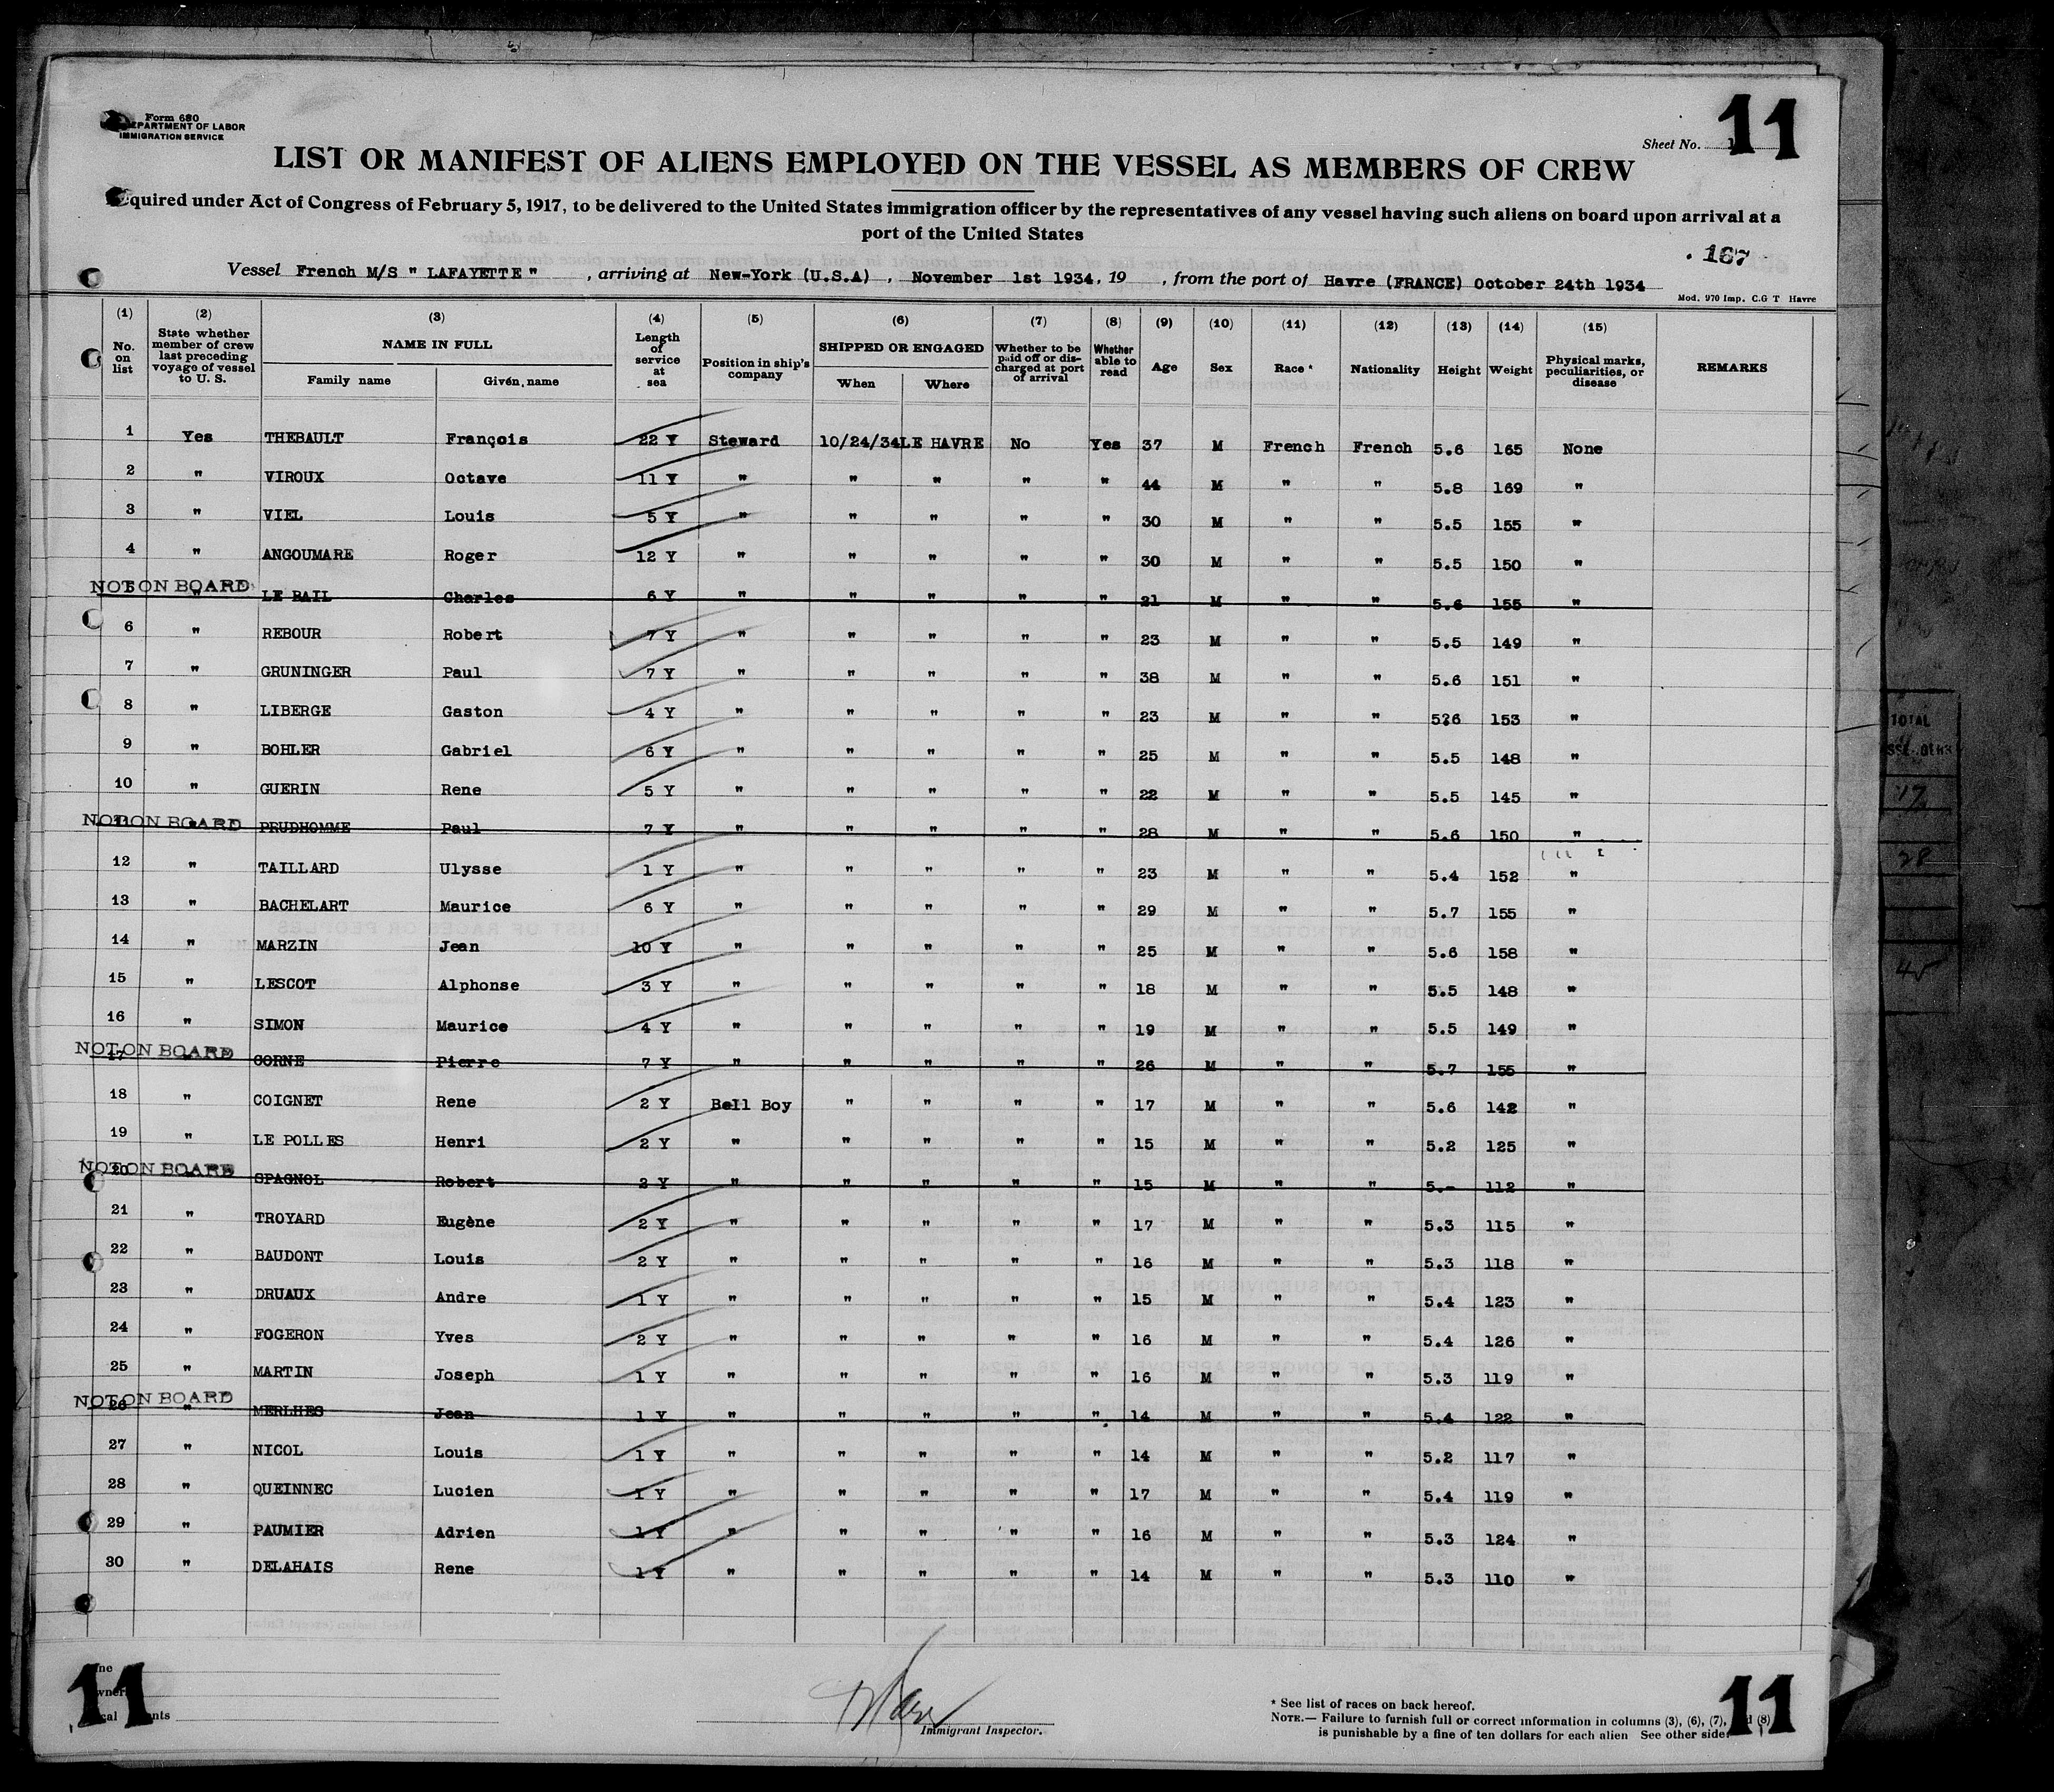 Form 680
DEPARTMENT OF LABOR
IMMIGRATION SERVICE
Sheet No. 11
LIST OR MANIFEST OF ALIENS EMPLOYED ON THE VESSEL AS MEMBERS OF CREW
quired under Act of Congress of February 5, 1917, to be delivered to the United States immigration officer by the representatives of any vessel having such aliens on board upon arrival at a
port of the United States
167
Vessel French M/S " LAFAYETTE " , arriving at New-York (U.S.A) , November 1st 1934, 19 , from the port of Havre (FRANCE) October 24th 1934
Mod. 970 Imp. C.G T Havre
(1) No. on list (2) State whether member of crew last preceding voyage of vessel to U. S. (3) NAME IN FULL Family name Given name (4) Length of service at sea (5) Position in ship's company (6) SHIPPED OR ENGAGED When Where (7) Whether to be paid off or discharged at port of arrival (8) Whether able to read (9) Age (10) Sex (11) Race * (12) Nationality (13) Height (14) Weight (15) Physical marks, peculiarities, or disease REMARKS
1 Yes THEBAULT François 22 Y Steward 10/24/34 LE HAVRE No Yes 37 M French French 5.6 165 None
2 " VIROUX Octave 11 Y " " " " " 44 M " " 5.8 169 "
3 " VIEL Louis 5 Y " " " " " 30 M " " 5.5 155 "
4 " ANGOUMARE Roger 12 Y " " " " " 30 M " " 5.5 150 "
NOT ON BOARD 5 " LE BAIL Charles 6 Y " " " " " 21 M " " 5.6 155 "
6 " REBOUR Robert 7 Y " " " " " 23 M " " 5.5 149 "
7 " GRUNINGER Paul 7 Y " " " " " 38 M " " 5.6 151 "
8 " LIBERGE Gaston 4 Y " " " " " 23 M " " 5?6 153 "
9 " BOHLER Gabriel 6 Y " " " " " 25 M " " 5.5 148 "
10 " GUERIN Rene 5 Y " " " " " 22 M " " 5.5 145 "
NOT ON BOARD 11 " PRUDHOMME Paul 7 Y " " " " " 28 M " " 5.6 150 "
12 " TAILLARD Ulysse 1 Y " " " " " 23 M " " 5.4 152 "
13 " BACHELART Maurice 6 Y " " " " " 29 M " " 5.7 155 "
14 " MARZIN Jean 10 Y " " " " " 25 M " " 5.6 158 "
15 " LESCOT Alphonse 3 Y " " " " " 18 M " " 5.5 148 "
16 " SIMON Maurice 4 Y " " " " " 19 M " " 5.5 149 "
NOT ON BOARD 17 " CORNE Pierre 7 Y " " " " " 26 M " " 5.7 155 "
18 " COIGNET Rene 2 Y Bell Boy " " " " 17 M " " 5.6 142 "
19 " LE POLLES Henri 2 Y " " " " " 15 M " " 5.2 125 "
NOT ON BOARD 20 " SPAGNOL Robert 2 Y " " " " " 15 M " " 5.- 112 "
21 " TROYARD Eugène 2 Y " " " " " 17 M " " 5.3 115 "
22 " BAUDONT Louis 2 Y " " " " " 16 M " " 5.3 118 "
23 " DRUAUX Andre 1 Y " " " " " 15 M " " 5.4 123 "
24 " FOGERON Yves 2 Y " " " " " 16 M " " 5.4 126 "
25 " MARTIN Joseph 1 Y " " " " " 16 M " " 5.3 119 "
NOT ON BOARD 26 " MERLHES Jean 1 Y " " " " " 14 M " " 5.4 122 "
27 " NICOL Louis 1 Y " " " " " 14 M " " 5.2 117 "
28 " QUEINNEC Lucien 1 Y " " " " " 17 M " " 5.4 119 "
29 " PAUMIER Adrien 1 Y " " " " " 16 M " " 5.3 124 "
30 " DELAHAIS Rene 1 Y " " " " " 14 M " " 5.3 110 "
11
Immigrant Inspector.
* See list of races on back hereof.
NOTE.— Failure to furnish full or correct information in columns (3), (6), (7), d (8)
is punishable by a fine of ten dollars for each alien See other side.
11
TOTAL
17
28
45